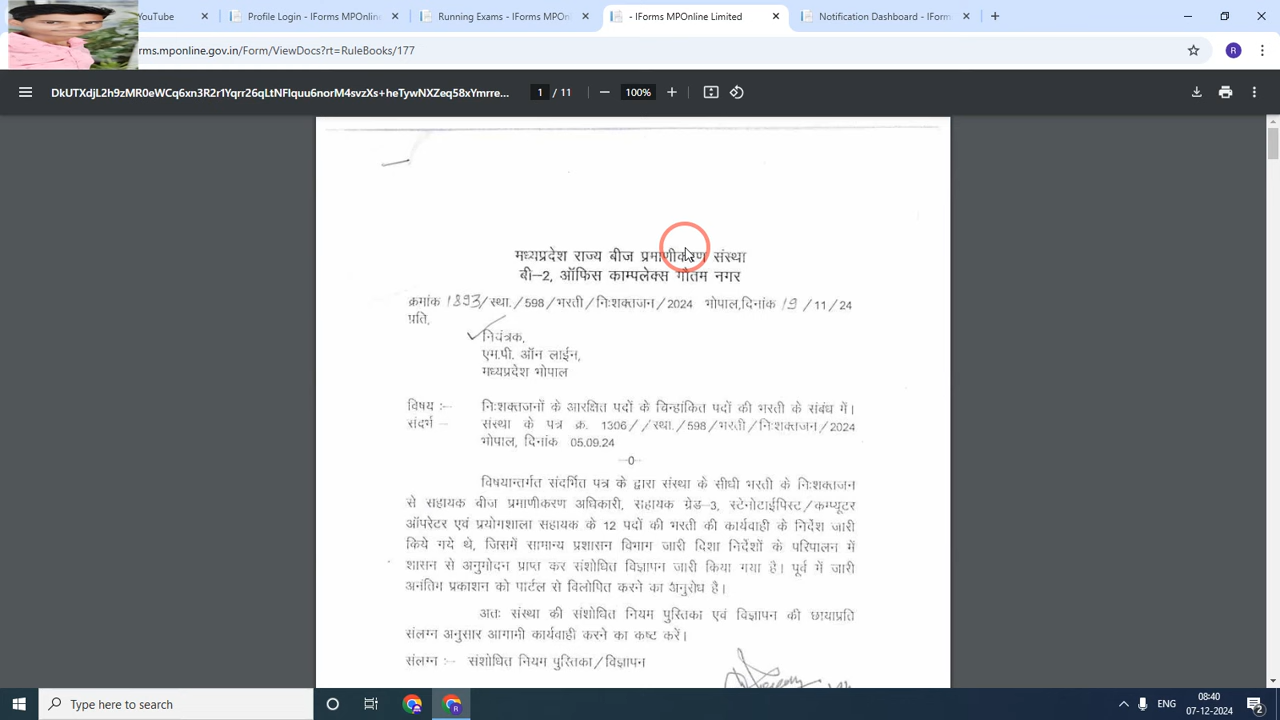 YouTube
Profile Login - IForms MPOnlin
Running Exams - IForms MPO
- IForms MPOnline Limited
Notification Dashboard - IForm
rms.mponline.gov.in/Form/ViewDocs?rt=RuleBooks/177
R
DkUTXdjL2h9zMR0eWCq6xn3R2r1Yqrr26qLtNFlquu6norM4svzXs+heTywNXZeq58xYmrre...
1 / 11
100%
मध्यप्रदेश राज्य बीज प्रमाणीकरण संस्था
बी–2, ऑफिस काम्पलेक्स गौतम नगर
क्रमांक 1893/स्था./598/भरती/निःशक्तजन/2024 भोपाल,दिनांक 19/11/24
प्रति,
नियंत्रक,
एम.पी. ऑन लाईन,
मध्यप्रदेश भोपाल
विषय :– निःशक्तजनों के आरक्षित पदों के चिन्हांकित पदों की भरती के संबंध में।
संदर्भ – संस्था के पत्र क्र. 1306//स्था./598/भरती/निःशक्तजन/2024
भोपाल, दिनांक 05.09.24
–0–
विषयान्तर्गत संदर्भित पत्र के द्वारा संस्था के सीधी भरती के निःशक्तजन
से सहायक बीज प्रमाणीकरण अधिकारी, सहायक ग्रेड–3, स्टेनोटाईपिस्ट/कम्प्यूटर
ऑपरेटर एवं प्रयोगशाला सहायक के 12 पदों की भरती की कार्यवाही के निर्देश जारी
किये गये थे, जिसमें सामान्य प्रशासन विभाग जारी दिशा निर्देशों के परिपालन में
शासन से अनुमोदन प्राप्त कर संशोधित विज्ञापन जारी किया गया है। पूर्व में जारी
अनंतिम प्रकाशन को पार्टल से विलोपित करने का अनुरोध है।
अतः संस्था की संशोधित नियम पुस्तिका एवं विज्ञापन की छायाप्रति
संलग्न अनुसार आगामी कार्यवाही करने का कष्ट करें।
संलग्न :– संशोधित नियम पुस्तिका/विज्ञापन
Type here to search
ENG
08:40
07-12-2024
2